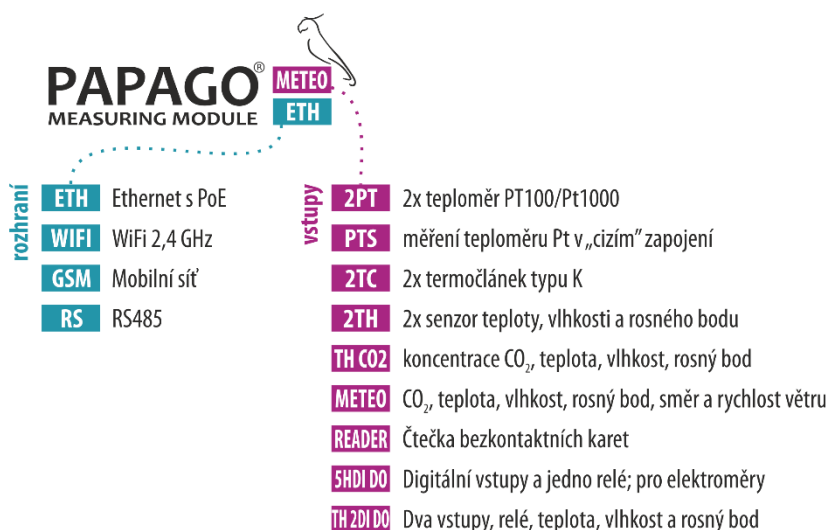 PAPAGO® METEO
MEASURING MODULE ETH
rozhraní
ETH Ethernet s PoE
WIFI WiFi 2,4 GHz
GSM Mobilní síť
RS RS485
vstupy
2PT 2x teploměr PT100/Pt1000
PTS měření teploměru Pt v „cizím” zapojení
2TC 2x termočlánek typu K
2TH 2x senzor teploty, vlhkosti a rosného bodu
TH CO2 koncentrace CO₂, teplota, vlhkost, rosný bod
METEO CO₂, teplota, vlhkost, rosný bod, směr a rychlost větru
READER Čtečka bezkontaktních karet
5HDI DO Digitální vstupy a jedno relé; pro elektroměry
TH 2DI DO Dva vstupy, relé, teplota, vlhkost a rosný bod